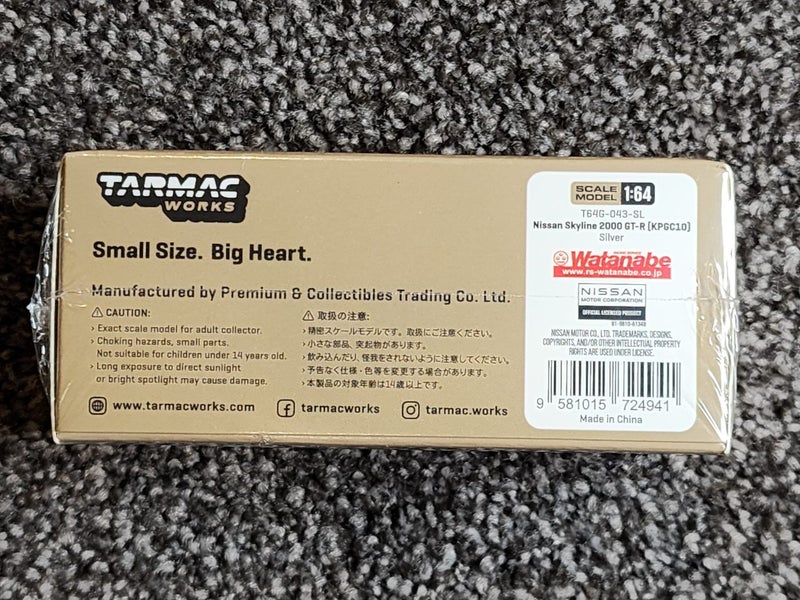 TARMAC
WORKS
Small Size. Big Heart.
Manufactured by Premium & Collectibles Trading Co. Ltd.
⚠ CAUTION:
› Exact scale model for adult collector.
› Choking hazards, small parts.
Not suitable for children under 14 years old.
› Long exposure to direct sunlight
or bright spotlight may cause damage.
⚠ 取扱の注意:
› 精密スケールモデルです。取扱にご注意ください。
› 小さな部品、突起物があります。
› 飲み込んだり、怪我をされないように注意してください。
› 予告なく仕様・色等を変更する場合があります。
› 本製品の対象年齢は14歳以上です。
www.tarmacworks.com
tarmacworks
tarmac.works
SCALE MODEL 1:64
T64G-043-SL
Nissan Skyline 2000 GT-R (KPGC10)
Silver
Watanabe
www.rs-watanabe.co.jp
NISSAN
MOTOR CORPORATION
OFFICIAL LICENSED PRODUCT
NISSAN MOTOR CO., LTD. TRADEMARKS, DESIGNS,
COPYRIGHTS, AND/OR OTHER INTELLECTUAL PROPERTY
RIGHTS ARE USED UNDER LICENSE.
9 581015 724941
Made in China